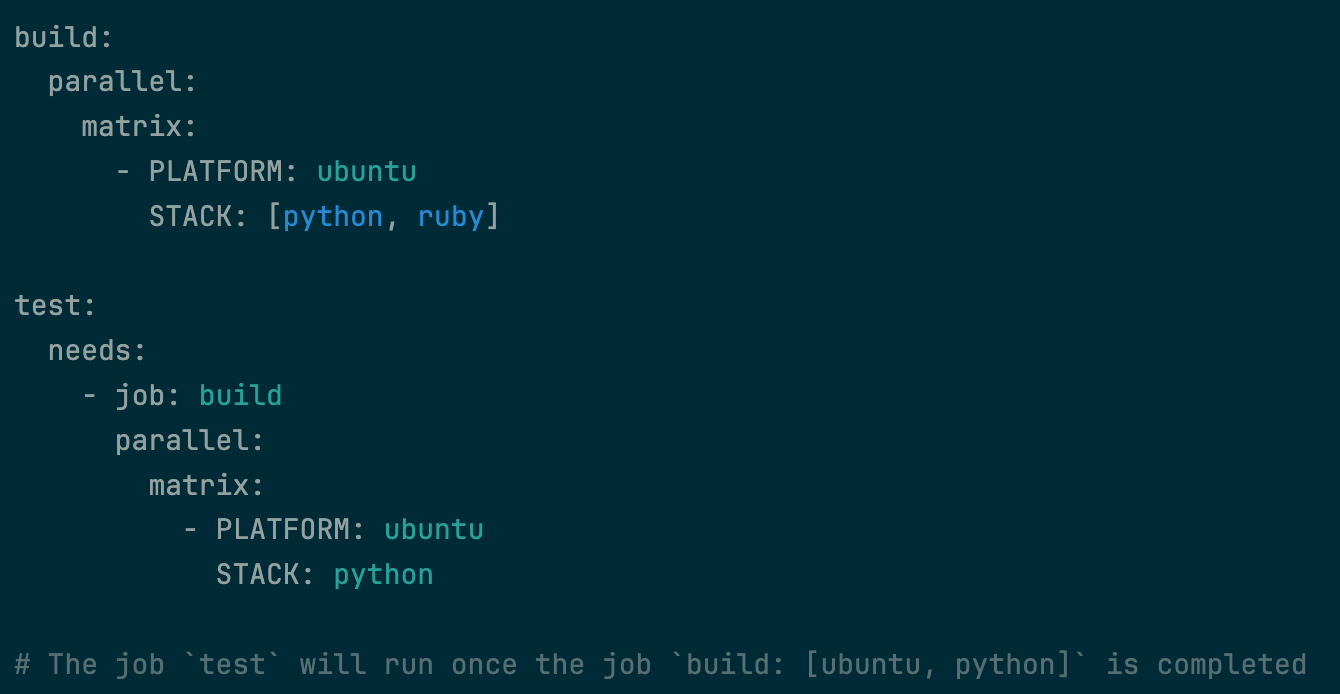 build:
  parallel:
    matrix:
      - PLATFORM: ubuntu
        STACK: [python, ruby]

test:
  needs:
    - job: build
      parallel:
        matrix:
          - PLATFORM: ubuntu
            STACK: python

# The job `test` will run once the job `build: [ubuntu, python]` is completed